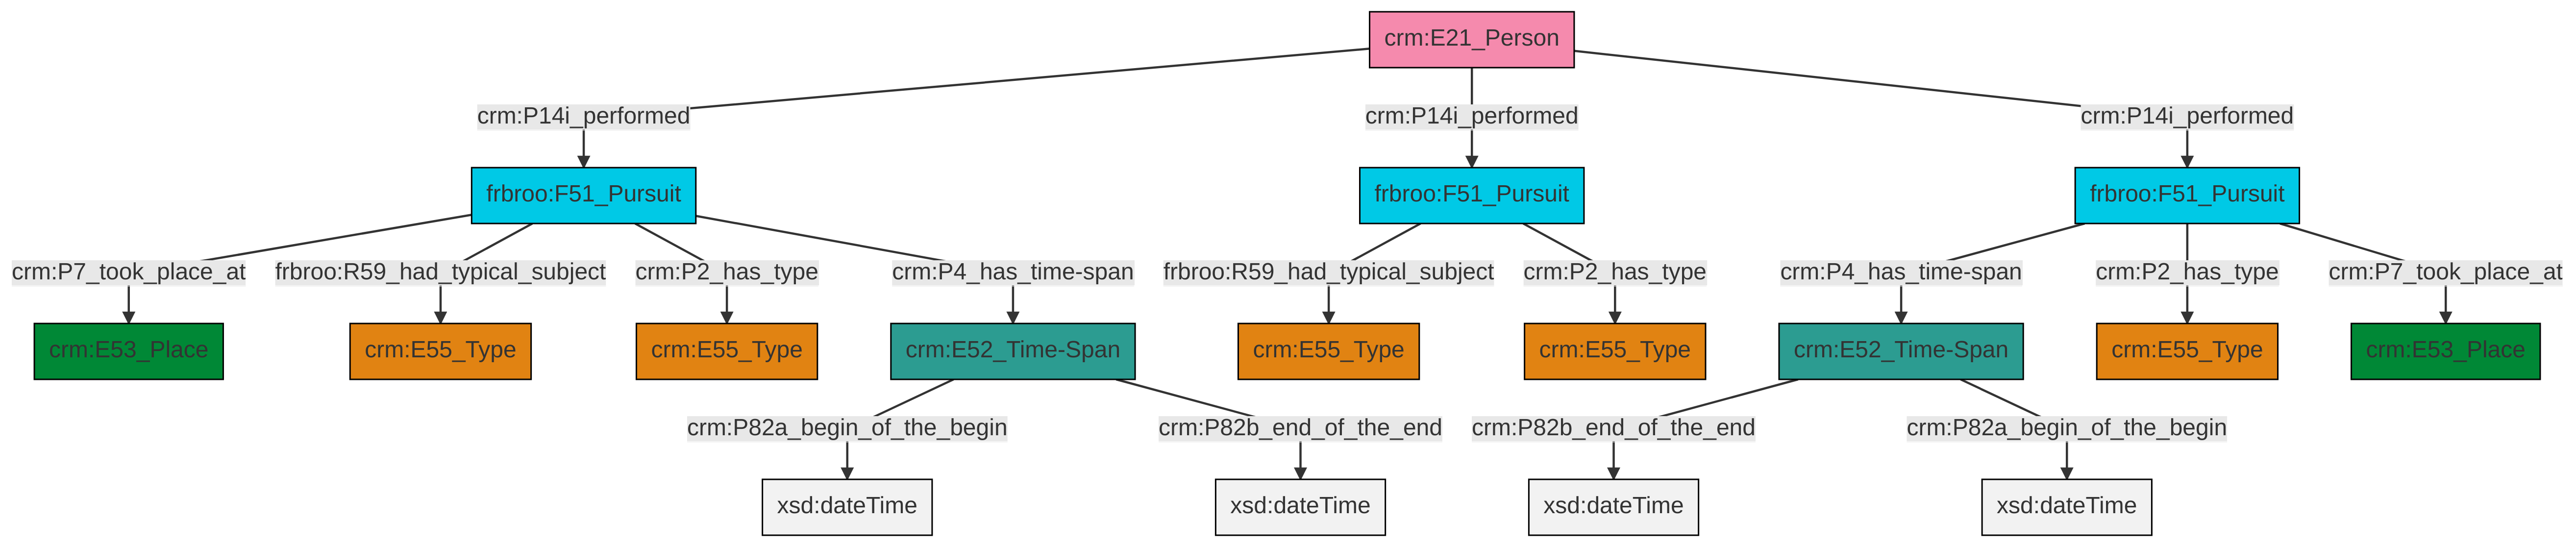 crm:E21_Person
crm:P14i_performed
crm:P14i_performed
crm:P14i_performed
frbroo:F51_Pursuit
frbroo:F51_Pursuit
frbroo:F51_Pursuit
crm:P7_took_place_at
frbroo:R59_had_typical_subject
crm:P2_has_type
crm:P4_has_time-span
frbroo:R59_had_typical_subject
crm:P2_has_type
crm:P4_has_time-span
crm:P2_has_type
crm:P7_took_place_at
crm:E53_Place
crm:E55_Type
crm:E55_Type
crm:E52_Time-Span
crm:E55_Type
crm:E55_Type
crm:E52_Time-Span
crm:E55_Type
crm:E53_Place
crm:P82a_begin_of_the_begin
crm:P82b_end_of_the_end
crm:P82b_end_of_the_end
crm:P82a_begin_of_the_begin
xsd:dateTime
xsd:dateTime
xsd:dateTime
xsd:dateTime